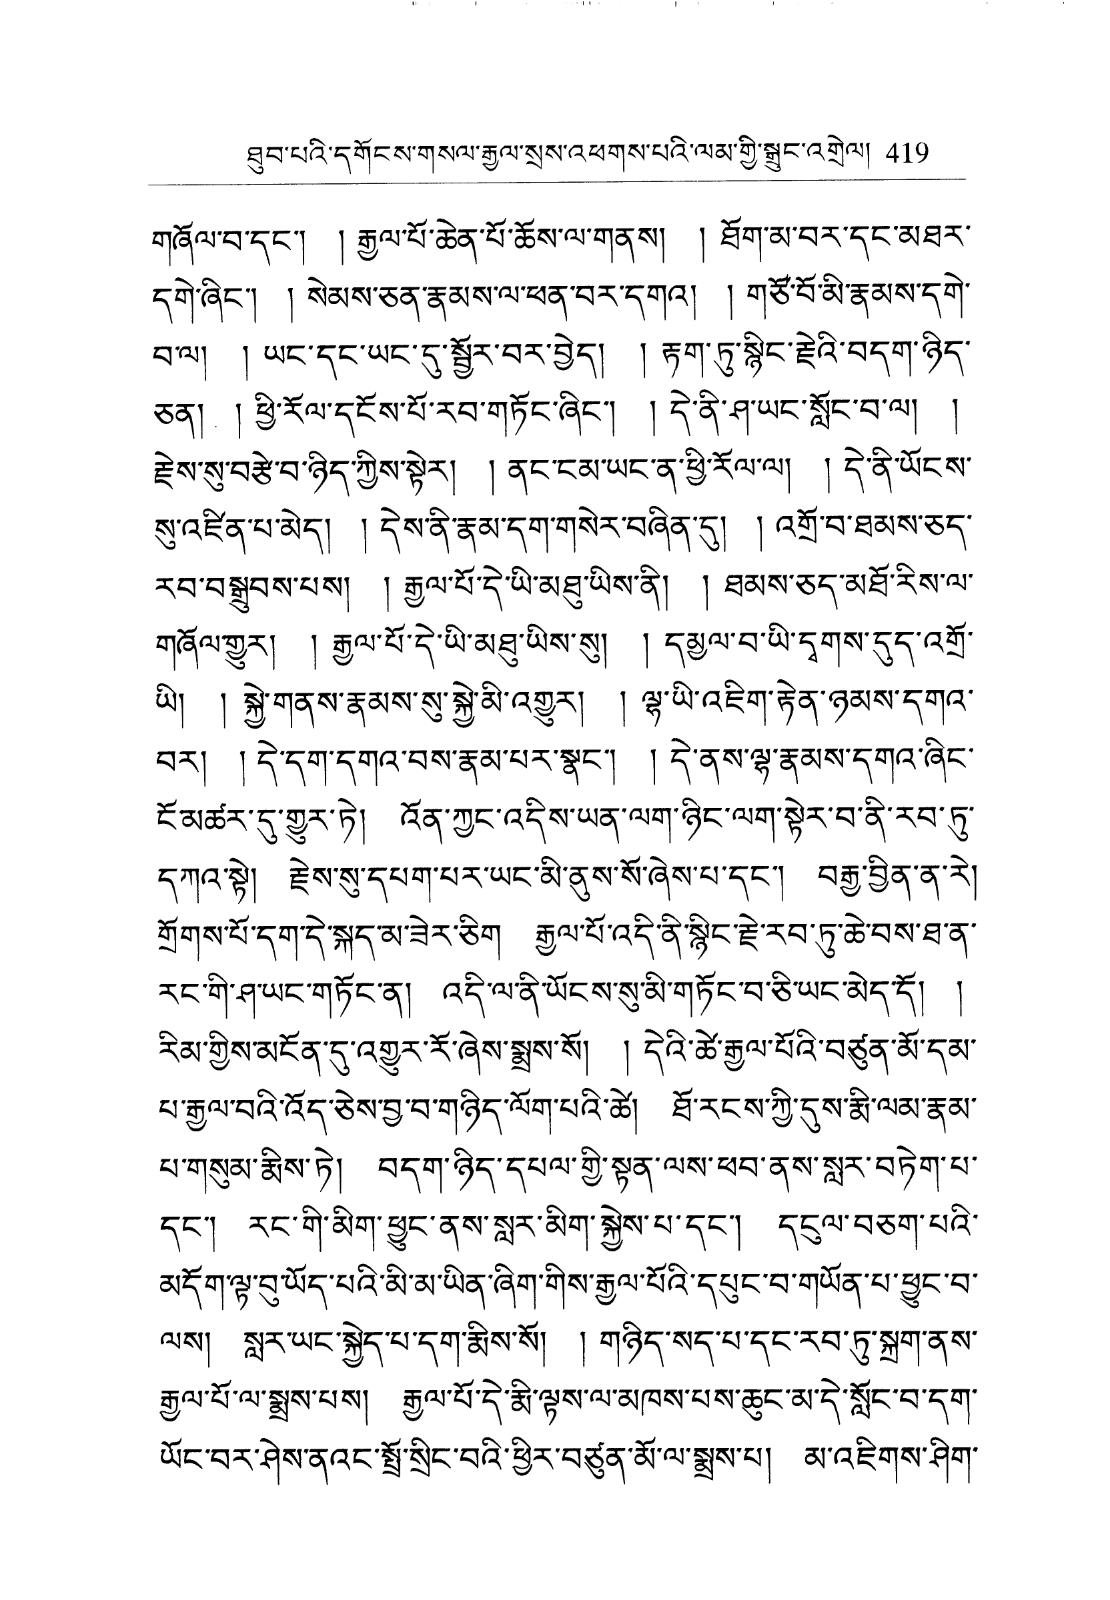 ཐུབ་པའི་དགོངས་གསལ་རྒྱལ་སྲས་འཕགས་པའི་ལམ་གྱི་སྒྲུང་འགྲེལ། 419
གཞོལ་བ་དང་། །རྒྱལ་པོ་ཆེན་པོ་ཆོས་ལ་གནས། །ཐོག་མ་བར་དང་མཐར་
དགེ་ཞིང་། །སེམས་ཅན་རྣམས་ལ་ཕན་བར་དགའ། །གཙོ་བོ་མི་རྣམས་དགེ་
བ་ལ། །ཡང་དང་ཡང་དུ་སྦྱོར་བར་བྱེད། །རྟག་ཏུ་སྙིང་རྗེའི་བདག་ཉིད་
ཅན། །ཕྱི་རོལ་དངོས་པོ་རབ་གཏོང་ཞིང་། །དེ་ནི་ཤ་ཡང་སློང་བ་ལ། །
རྗེས་སུ་བརྩེ་བ་ཉིད་ཀྱིས་སྟེར། །ནང་ངམ་ཡང་ན་ཕྱི་རོལ་ལ། །དེ་ནི་ཡོངས་
སུ་འཛིན་པ་མེད། །དེས་ནི་རྣམ་དག་གསེར་བཞིན་དུ། །འགྲོ་བ་ཐམས་ཅད་
རབ་བསྒྲུབས་པས། །རྒྱལ་པོ་དེ་ཡི་མཐུ་ཡིས་ནི། །ཐམས་ཅད་མཐོ་རིས་ལ་
གཞོལ་གྱུར། །རྒྱལ་པོ་དེ་ཡི་མཐུ་ཡིས་སུ། །དམྱལ་བ་ཡི་དྭགས་དུད་འགྲོ་
ཡི། །སྐྱེ་གནས་རྣམས་སུ་སྐྱེ་མི་འགྱུར། །ལྷ་ཡི་འཇིག་རྟེན་ཉམས་དགའ་
བར། །དེ་དག་དགའ་བས་རྣམ་པར་སྣང་། །དེ་ནས་ལྷ་རྣམས་དགའ་ཞིང་
ངོ་མཚར་དུ་གྱུར་ཏེ། འོན་ཀྱང་འདིས་ཡན་ལག་ཉིང་ལག་སྟེར་བ་ནི་རབ་ཏུ་
དཀའ་སྟེ། རྗེས་སུ་དཔག་པར་ཡང་མི་ནུས་སོ་ཞེས་པ་དང་། བརྒྱ་བྱིན་ན་རེ།
གྲོགས་པོ་དག་དེ་སྐད་མ་ཟེར་ཅིག རྒྱལ་པོ་འདི་ནི་སྙིང་རྗེ་རབ་ཏུ་ཆེ་བས་ཐ་ན་
རང་གི་ཤ་ཡང་གཏོང་ན། འདི་ལ་ནི་ཡོངས་སུ་མི་གཏོང་བ་ཅི་ཡང་མེད་དོ། །
རིམ་གྱིས་མངོན་དུ་འགྱུར་རོ་ཞེས་སྨྲས་སོ། །དེའི་ཚེ་རྒྱལ་པོའི་བཙུན་མོ་དམ་
པ་རྒྱལ་བའི་འོད་ཅེས་བྱ་བ་གཉིད་ལོག་པའི་ཚེ། ཐོ་རངས་ཀྱི་དུས་རྨི་ལམ་རྣམ་
པ་གསུམ་རྨིས་ཏེ། བདག་ཉིད་དཔལ་གྱི་སྟན་ལས་ཕབ་ནས་སླར་བཏེག་པ་
དང་། རང་གི་མིག་ཕྱུང་ནས་སླར་མིག་སྐྱེས་པ་དང་། དངུལ་བཅག་པའི་
མདོག་ལྟ་བུ་ཡོད་པའི་མི་མ་ཡིན་ཞིག་གིས་རྒྱལ་པོའི་དཔུང་བ་གཡོན་པ་ཕྱུང་བ་
ལས། སླར་ཡང་སྐྱེད་པ་དག་རྨིས་སོ། །གཉིད་སད་པ་དང་རབ་ཏུ་སྐྲག་ནས་
རྒྱལ་པོ་ལ་སྨྲས་པས། རྒྱལ་པོ་དེ་རྨི་ལྟས་ལ་མཁས་པས་ཆུང་མ་དེ་སློང་བ་དག་
ཡོང་བར་ཤེས་ནའང་སྤྲོ་སྲིང་བའི་ཕྱིར་བཙུན་མོ་ལ་སྨྲས་པ། མ་འཇིགས་ཤིག་